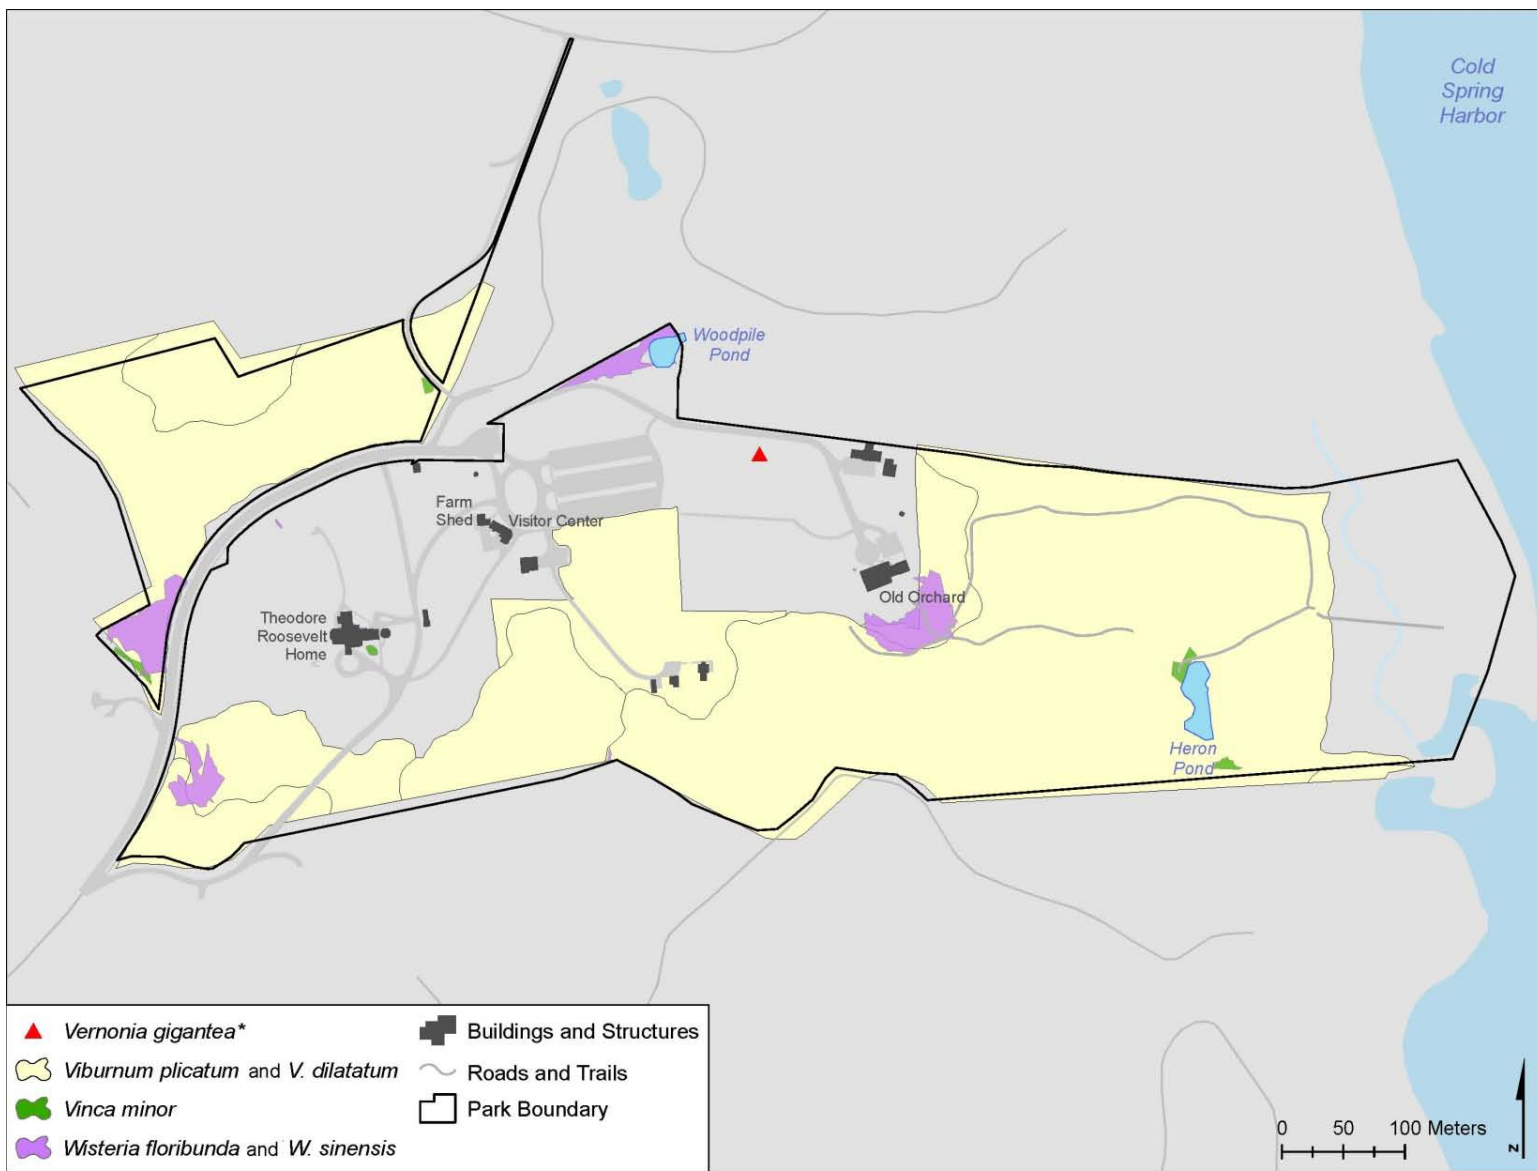 Cold
Spring
Harbor
Woodpile
Pond
Farm
Shed
Visitor Center
Old Orchard
Theodore
Roosevelt
Home
Heron
Pond
Vernonia gigantea*
Viburnum plicatum and V. dilatatum
Vinca minor
Wisteria floribunda and W. sinensis
Buildings and Structures
Roads and Trails
Park Boundary
0 50 100 Meters
N